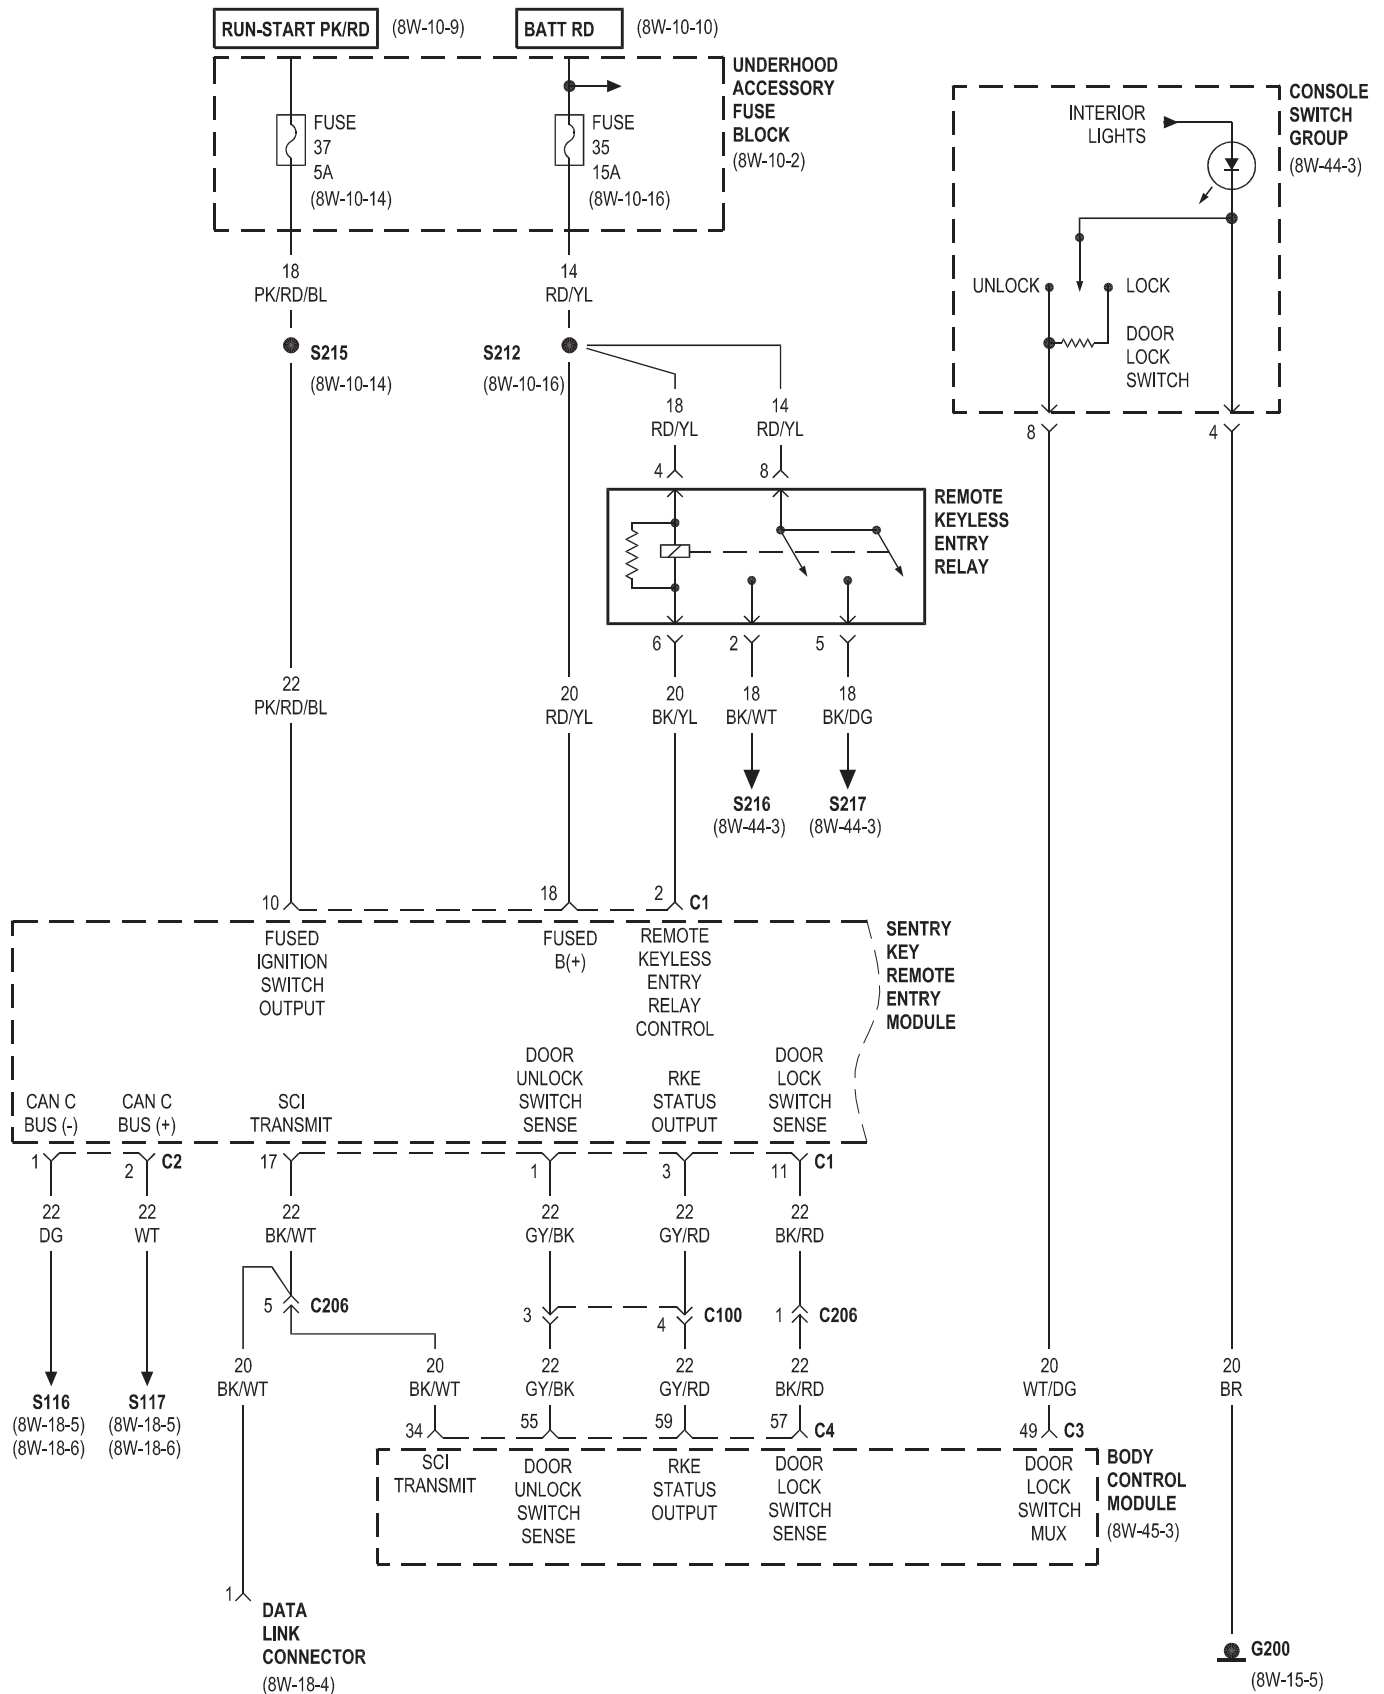 RUN-START PK/RD
(8W-10-9)
BATT RD
(8W-10-10)
UNDERHOOD
ACCESSORY
FUSE
BLOCK
(8W-10-2)
FUSE
37
5A
(8W-10-14)
FUSE
35
15A
(8W-10-16)
CONSOLE
SWITCH
GROUP
(8W-44-3)
INTERIOR
LIGHTS
UNLOCK
LOCK
DOOR
LOCK
SWITCH
8
4
18
PK/RD/BL
14
RD/YL
S215
(8W-10-14)
S212
(8W-10-16)
18
RD/YL
14
RD/YL
4
8
REMOTE
KEYLESS
ENTRY
RELAY
6
2
5
22
PK/RD/BL
20
RD/YL
20
BK/YL
18
BK/WT
18
BK/DG
S216
(8W-44-3)
S217
(8W-44-3)
10
18
2
C1
FUSED
IGNITION
SWITCH
OUTPUT
FUSED
B(+)
REMOTE
KEYLESS
ENTRY
RELAY
CONTROL
SENTRY
KEY
REMOTE
ENTRY
MODULE
CAN C
BUS (-)
CAN C
BUS (+)
SCI
TRANSMIT
DOOR
UNLOCK
SWITCH
SENSE
RKE
STATUS
OUTPUT
DOOR
LOCK
SWITCH
SENSE
1
2
C2
17
1
3
11
C1
22
DG
22
WT
22
BK/WT
22
GY/BK
22
GY/RD
22
BK/RD
5
C206
3
4
C100
1
C206
S116
(8W-18-5)
(8W-18-6)
S117
(8W-18-5)
(8W-18-6)
20
BK/WT
20
BK/WT
22
GY/BK
22
GY/RD
22
BK/RD
20
WT/DG
20
BR
34
55
59
57
C4
49
C3
SCI
TRANSMIT
DOOR
UNLOCK
SWITCH
SENSE
RKE
STATUS
OUTPUT
DOOR
LOCK
SWITCH
SENSE
DOOR
LOCK
SWITCH
MUX
BODY
CONTROL
MODULE
(8W-45-3)
1
DATA
LINK
CONNECTOR
(8W-18-4)
G200
(8W-15-5)